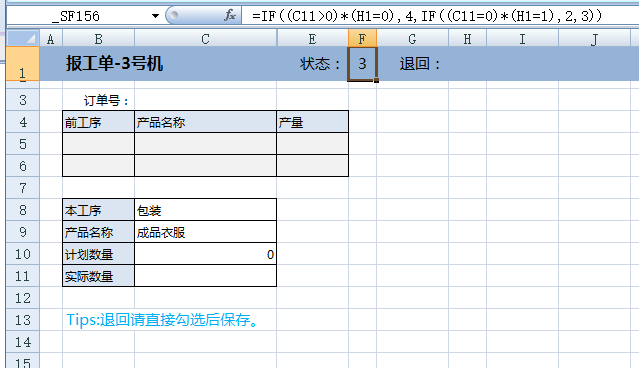 _SF156 fx =IF((C11>0)*(H1=0),4,IF((C11=0)*(H1=1),2,3))
A B C E F G H I J
1 报工单-3号机 状态： 3 退回：
3 订单号：
4 前工序 产品名称 产量
5
6
7
8 本工序 包装
9 产品名称 成品衣服
10 计划数量 0
11 实际数量
12
13 Tips:退回请直接勾选后保存。
14
15